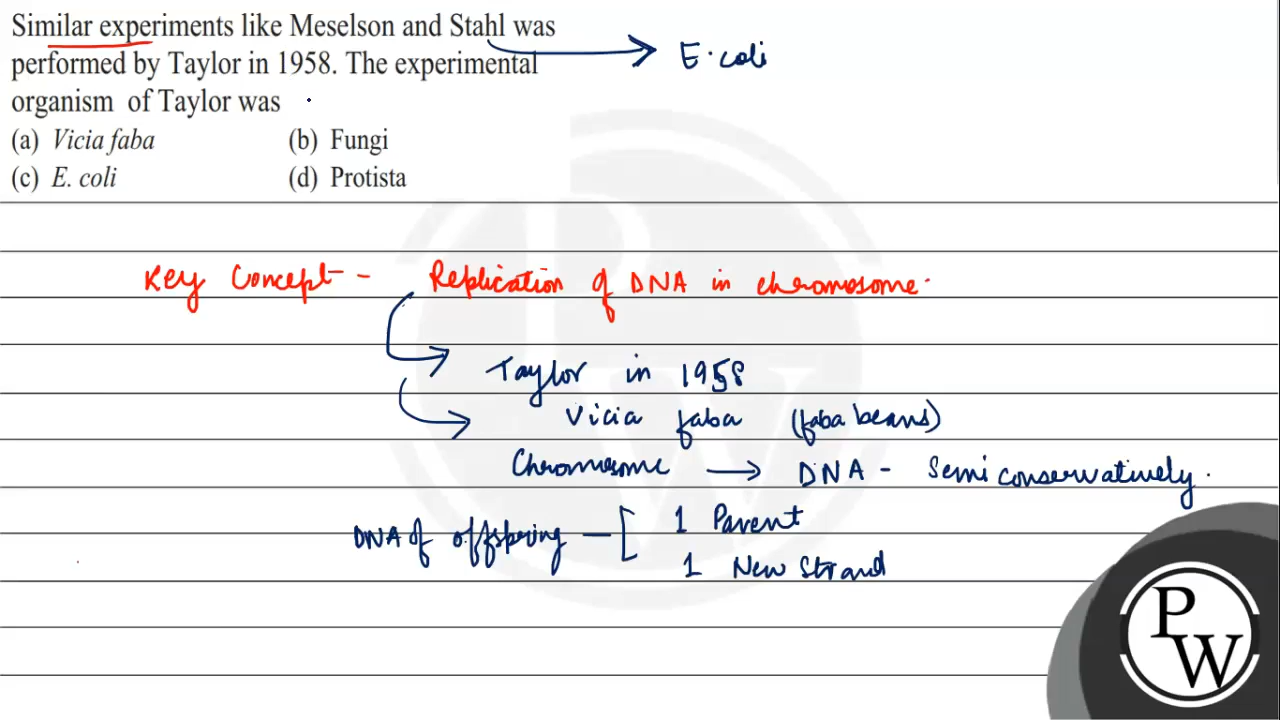 Similar experiments like Meselson and Stahl was
performed by Taylor in 1958. The experimental
organism of Taylor was
(a) Vicia faba (b) Fungi
(c) E. coli (d) Protista
E. coli
Key Concept - Replication of DNA in chromosome.
Taylor in 1958
Vicia faba (faba beans)
Chromosome → DNA - Semi conservatively.
DNA of offspring - [ 1 Parent
1 New Strand
P
W